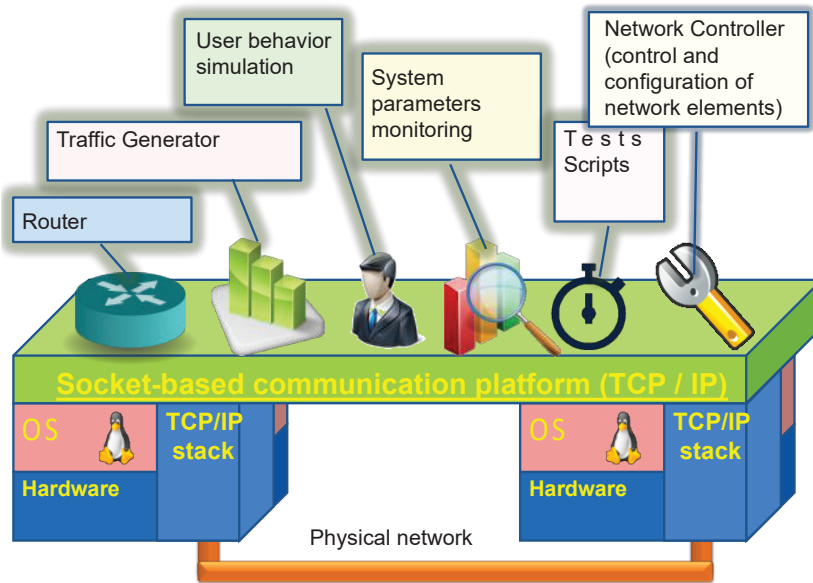 User behavior
simulation
Network Controller
(control and
configuration of
network elements)
System
parameters
monitoring
Traffic Generator
T e s t s
Scripts
Router
Socket-based communication platform (TCP / IP)
OS
TCP/IP
stack
Hardware
OS
TCP/IP
stack
Hardware
Physical network